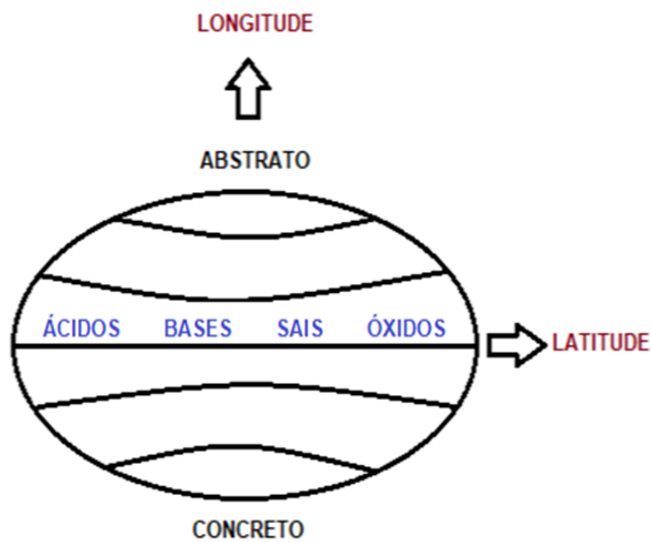 LONGITUDE
ABSTRATO
ÁCIDOS BASES SAIS ÓXIDOS
LATITUDE
CONCRETO